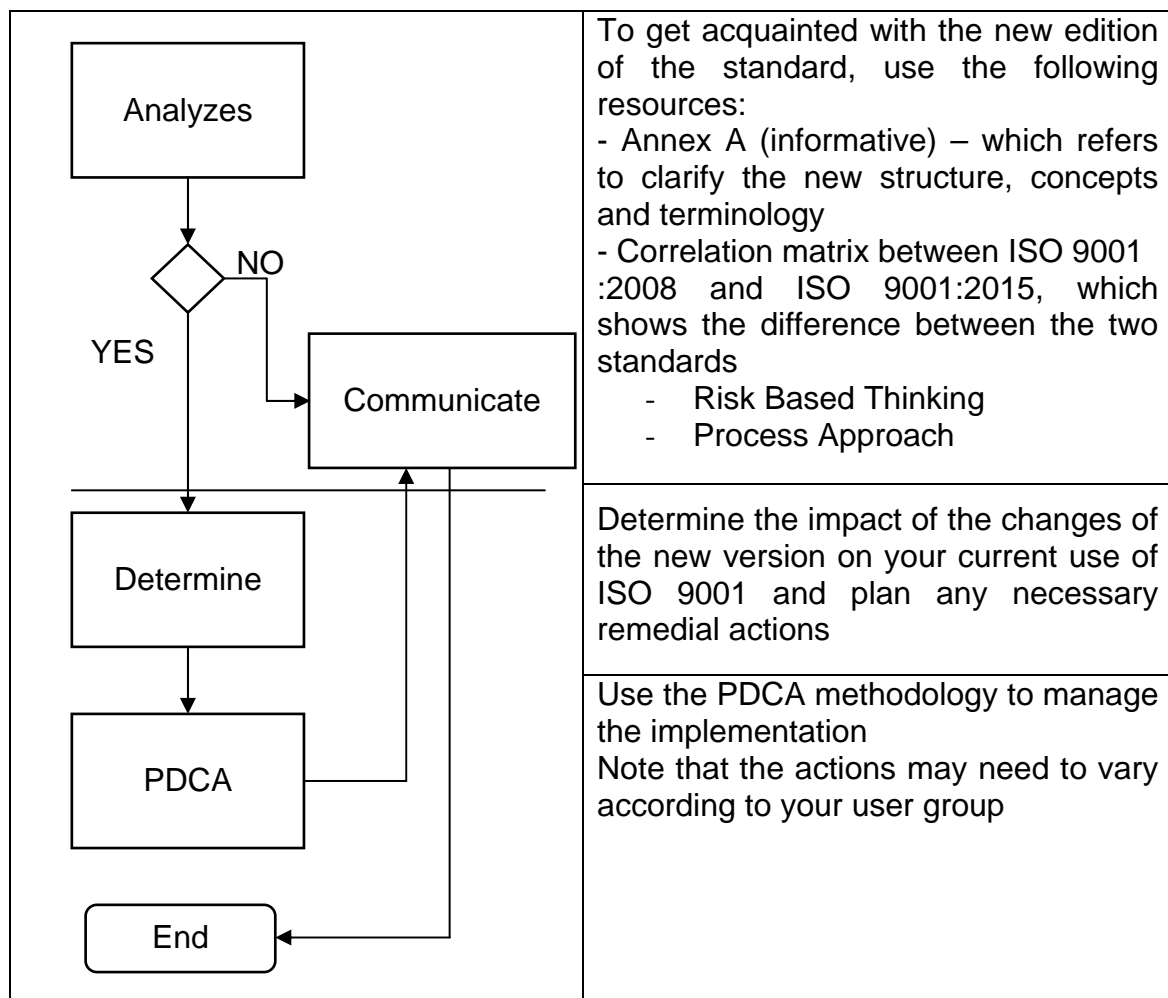 Analyzes
NO
YES
Communicate
Determine
PDCA
End
To get acquainted with the new edition
of the standard, use the following
resources:
- Annex A (informative) – which refers
to clarify the new structure, concepts
and terminology
- Correlation matrix between ISO 9001
:2008 and ISO 9001:2015, which
shows the difference between the two
standards
- Risk Based Thinking
- Process Approach
Determine the impact of the changes of
the new version on your current use of
ISO 9001 and plan any necessary
remedial actions
Use the PDCA methodology to manage
the implementation
Note that the actions may need to vary
according to your user group